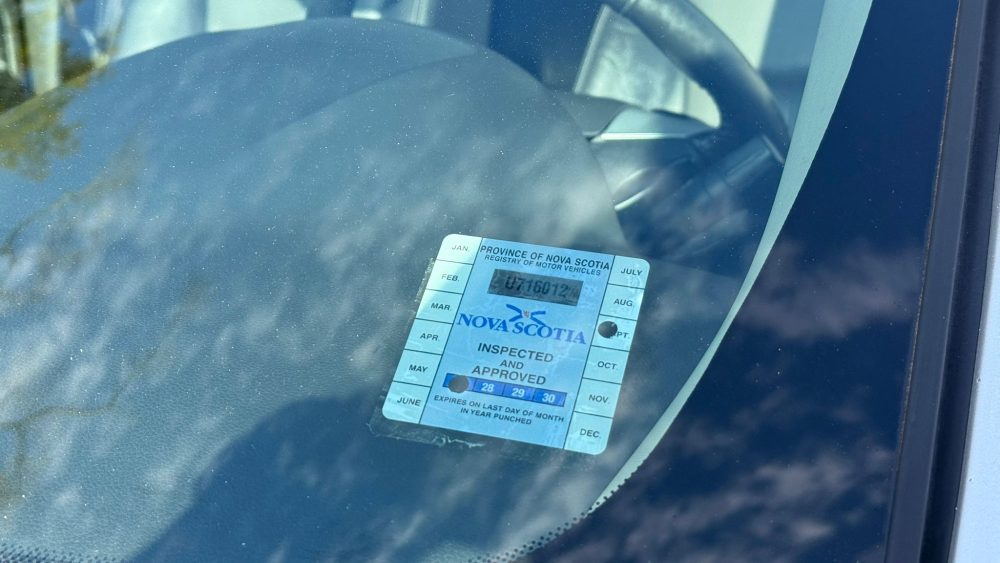 PROVINCE OF NOVA SCOTIA
REGISTRY OF MOTOR VEHICLES
U716012
NOVA SCOTIA
INSPECTED
AND
APPROVED
28 29 30
EXPIRES ON LAST DAY OF MONTH
IN YEAR PUNCHED
JAN.
FEB.
MAR.
APR.
MAY
JUNE
JULY
AUG.
PT.
OCT.
NOV.
DEC.